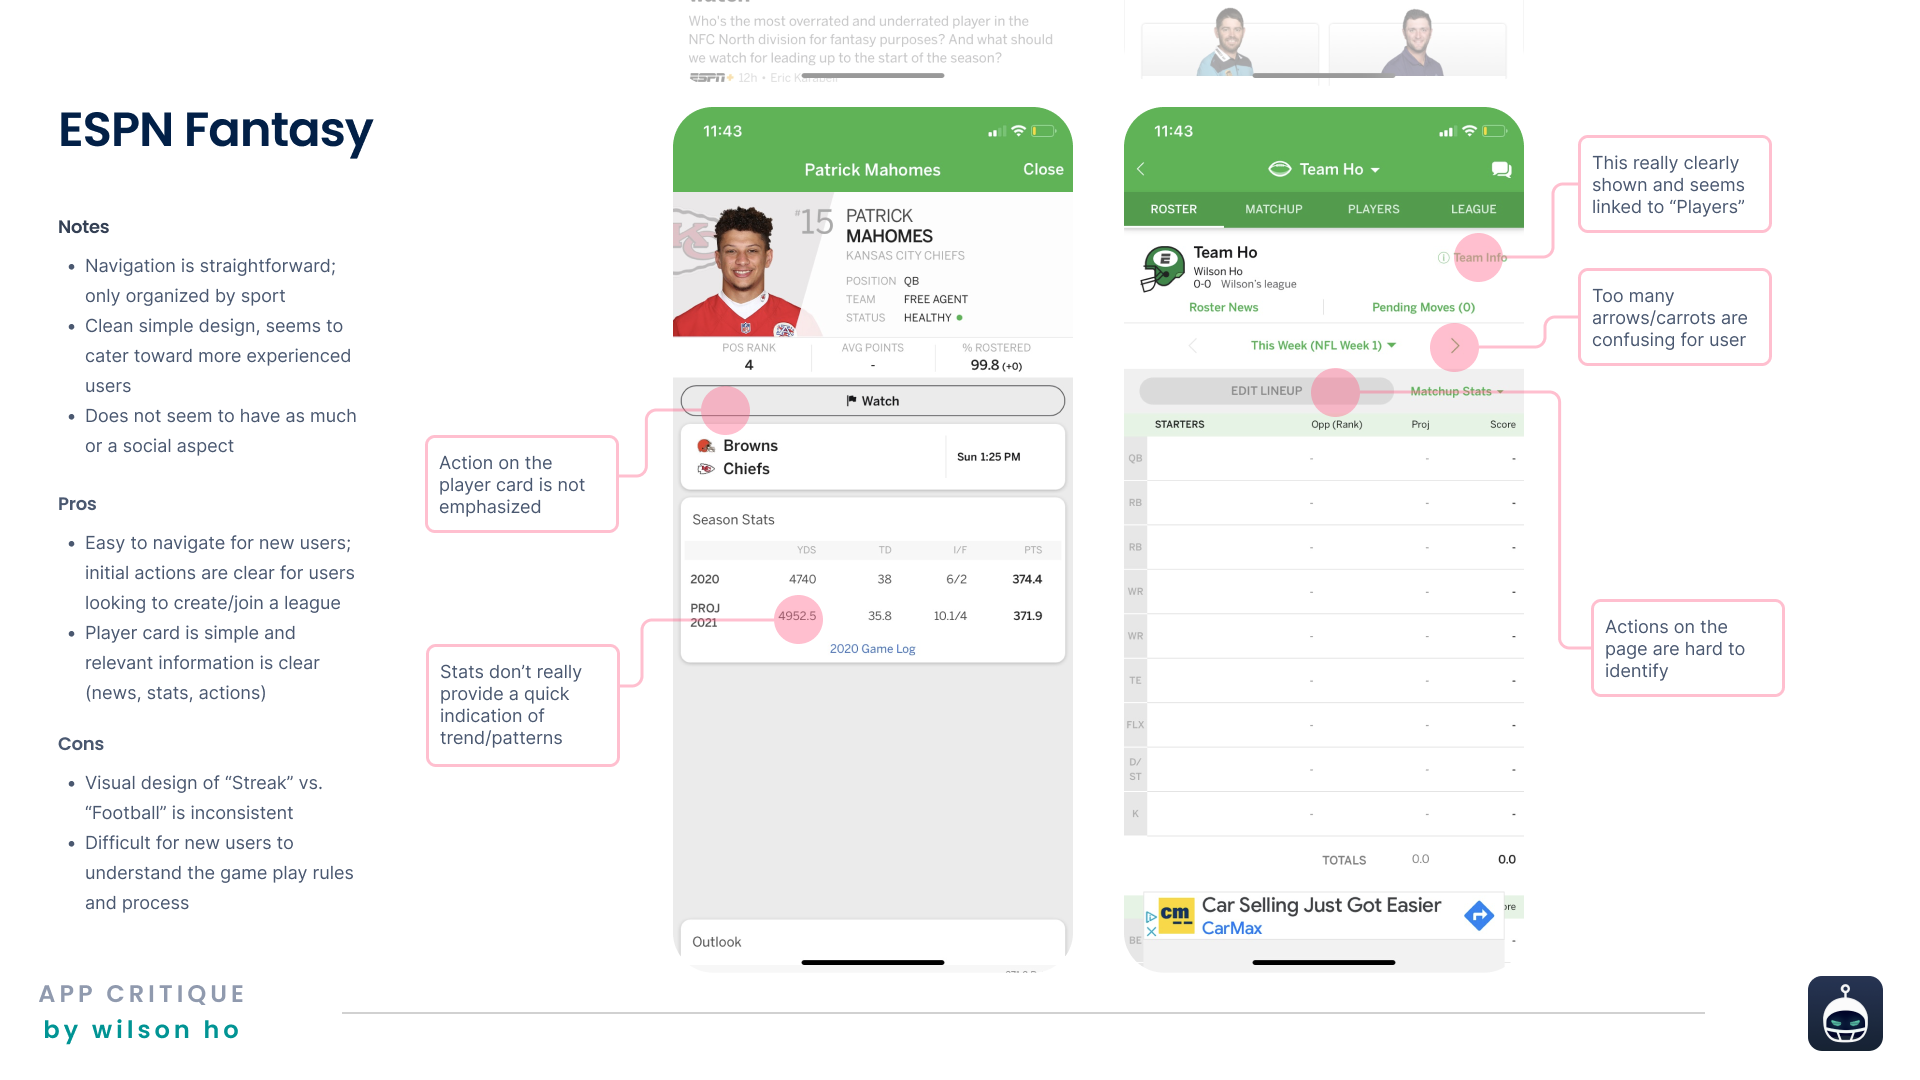 Who's the most overrated and underrated player in the
NFC North division for fantasy purposes? And what should
we watch for leading up to the start of the season?
ESPN+ 12h • Eric Karabell
ESPN Fantasy
Notes
• Navigation is straightforward;
only organized by sport
• Clean simple design, seems to
cater toward more experienced
users
• Does not seem to have as much
or a social aspect
Pros
• Easy to navigate for new users;
initial actions are clear for users
looking to create/join a league
• Player card is simple and
relevant information is clear
(news, stats, actions)
Cons
• Visual design of “Streak” vs.
“Football” is inconsistent
• Difficult for new users to
understand the game play rules
and process
Action on the
player card is not
emphasized
Stats don’t really
provide a quick
indication of
trend/patterns
11:43
Patrick Mahomes Close
#15 PATRICK
MAHOMES
KANSAS CITY CHIEFS
POSITION QB
TEAM FREE AGENT
STATUS HEALTHY
POS RANK AVG POINTS % ROSTERED
4 - 99.8 (+0)
Watch
Browns
Chiefs
Sun 1:25 PM
Season Stats
YDS TD I/F PTS
2020 4740 38 6/2 374.4
PROJ
2021 4952.5 35.8 10.1/4 371.9
2020 Game Log
Outlook
11:43
Team Ho
ROSTER MATCHUP PLAYERS LEAGUE
E
Team Ho
Wilson Ho
0-0 Wilson's league
Team Info
Roster News Pending Moves (0)
This Week (NFL Week 1)
EDIT LINEUP Matchup Stats
STARTERS Opp (Rank) Proj Score
QB - - -
RB - - -
RB - - -
WR - - -
WR - - -
TE - - -
FLX - - -
D/
ST - - -
K - - -
TOTALS 0.0 0.0
cm
Car Selling Just Got Easier
CarMax
BE -
This really clearly
shown and seems
linked to “Players”
Too many
arrows/carrots are
confusing for user
Actions on the
page are hard to
identify
APP CRITIQUE
by wilson ho